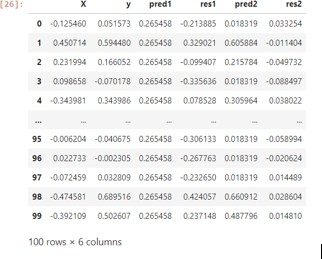 [26]:
X y pred1 res1 pred2 res2
0 -0.125460 0.051573 0.265458 -0.213885 0.018319 0.033254
1 0.450714 0.594480 0.265458 0.329021 0.605884 -0.011404
2 0.231994 0.166052 0.265458 -0.099407 0.215784 -0.049732
3 0.098658 -0.070178 0.265458 -0.335636 0.018319 -0.088497
4 -0.343981 0.343986 0.265458 0.078528 0.305964 0.038022
... ... ... ... ... ... ...
95 -0.006204 -0.040675 0.265458 -0.306133 0.018319 -0.058994
96 0.022733 -0.002305 0.265458 -0.267763 0.018319 -0.020624
97 -0.072459 0.032809 0.265458 -0.232650 0.018319 0.014489
98 -0.474581 0.689516 0.265458 0.424057 0.660912 0.028604
99 -0.392109 0.502607 0.265458 0.237148 0.487796 0.014810
100 rows × 6 columns